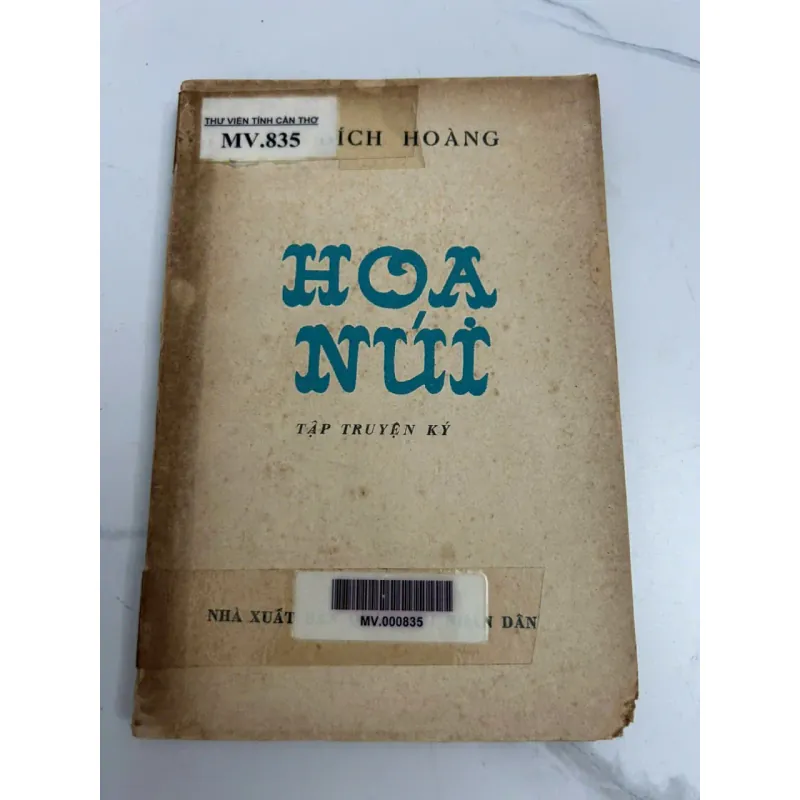 THƯ VIỆN TỈNH CẦN THƠ
MV.835
ÍCH HOÀNG
HOA
NÚI
TẬP TRUYỆN KÝ
NHÀ XUẤT DÂN
MV.000835